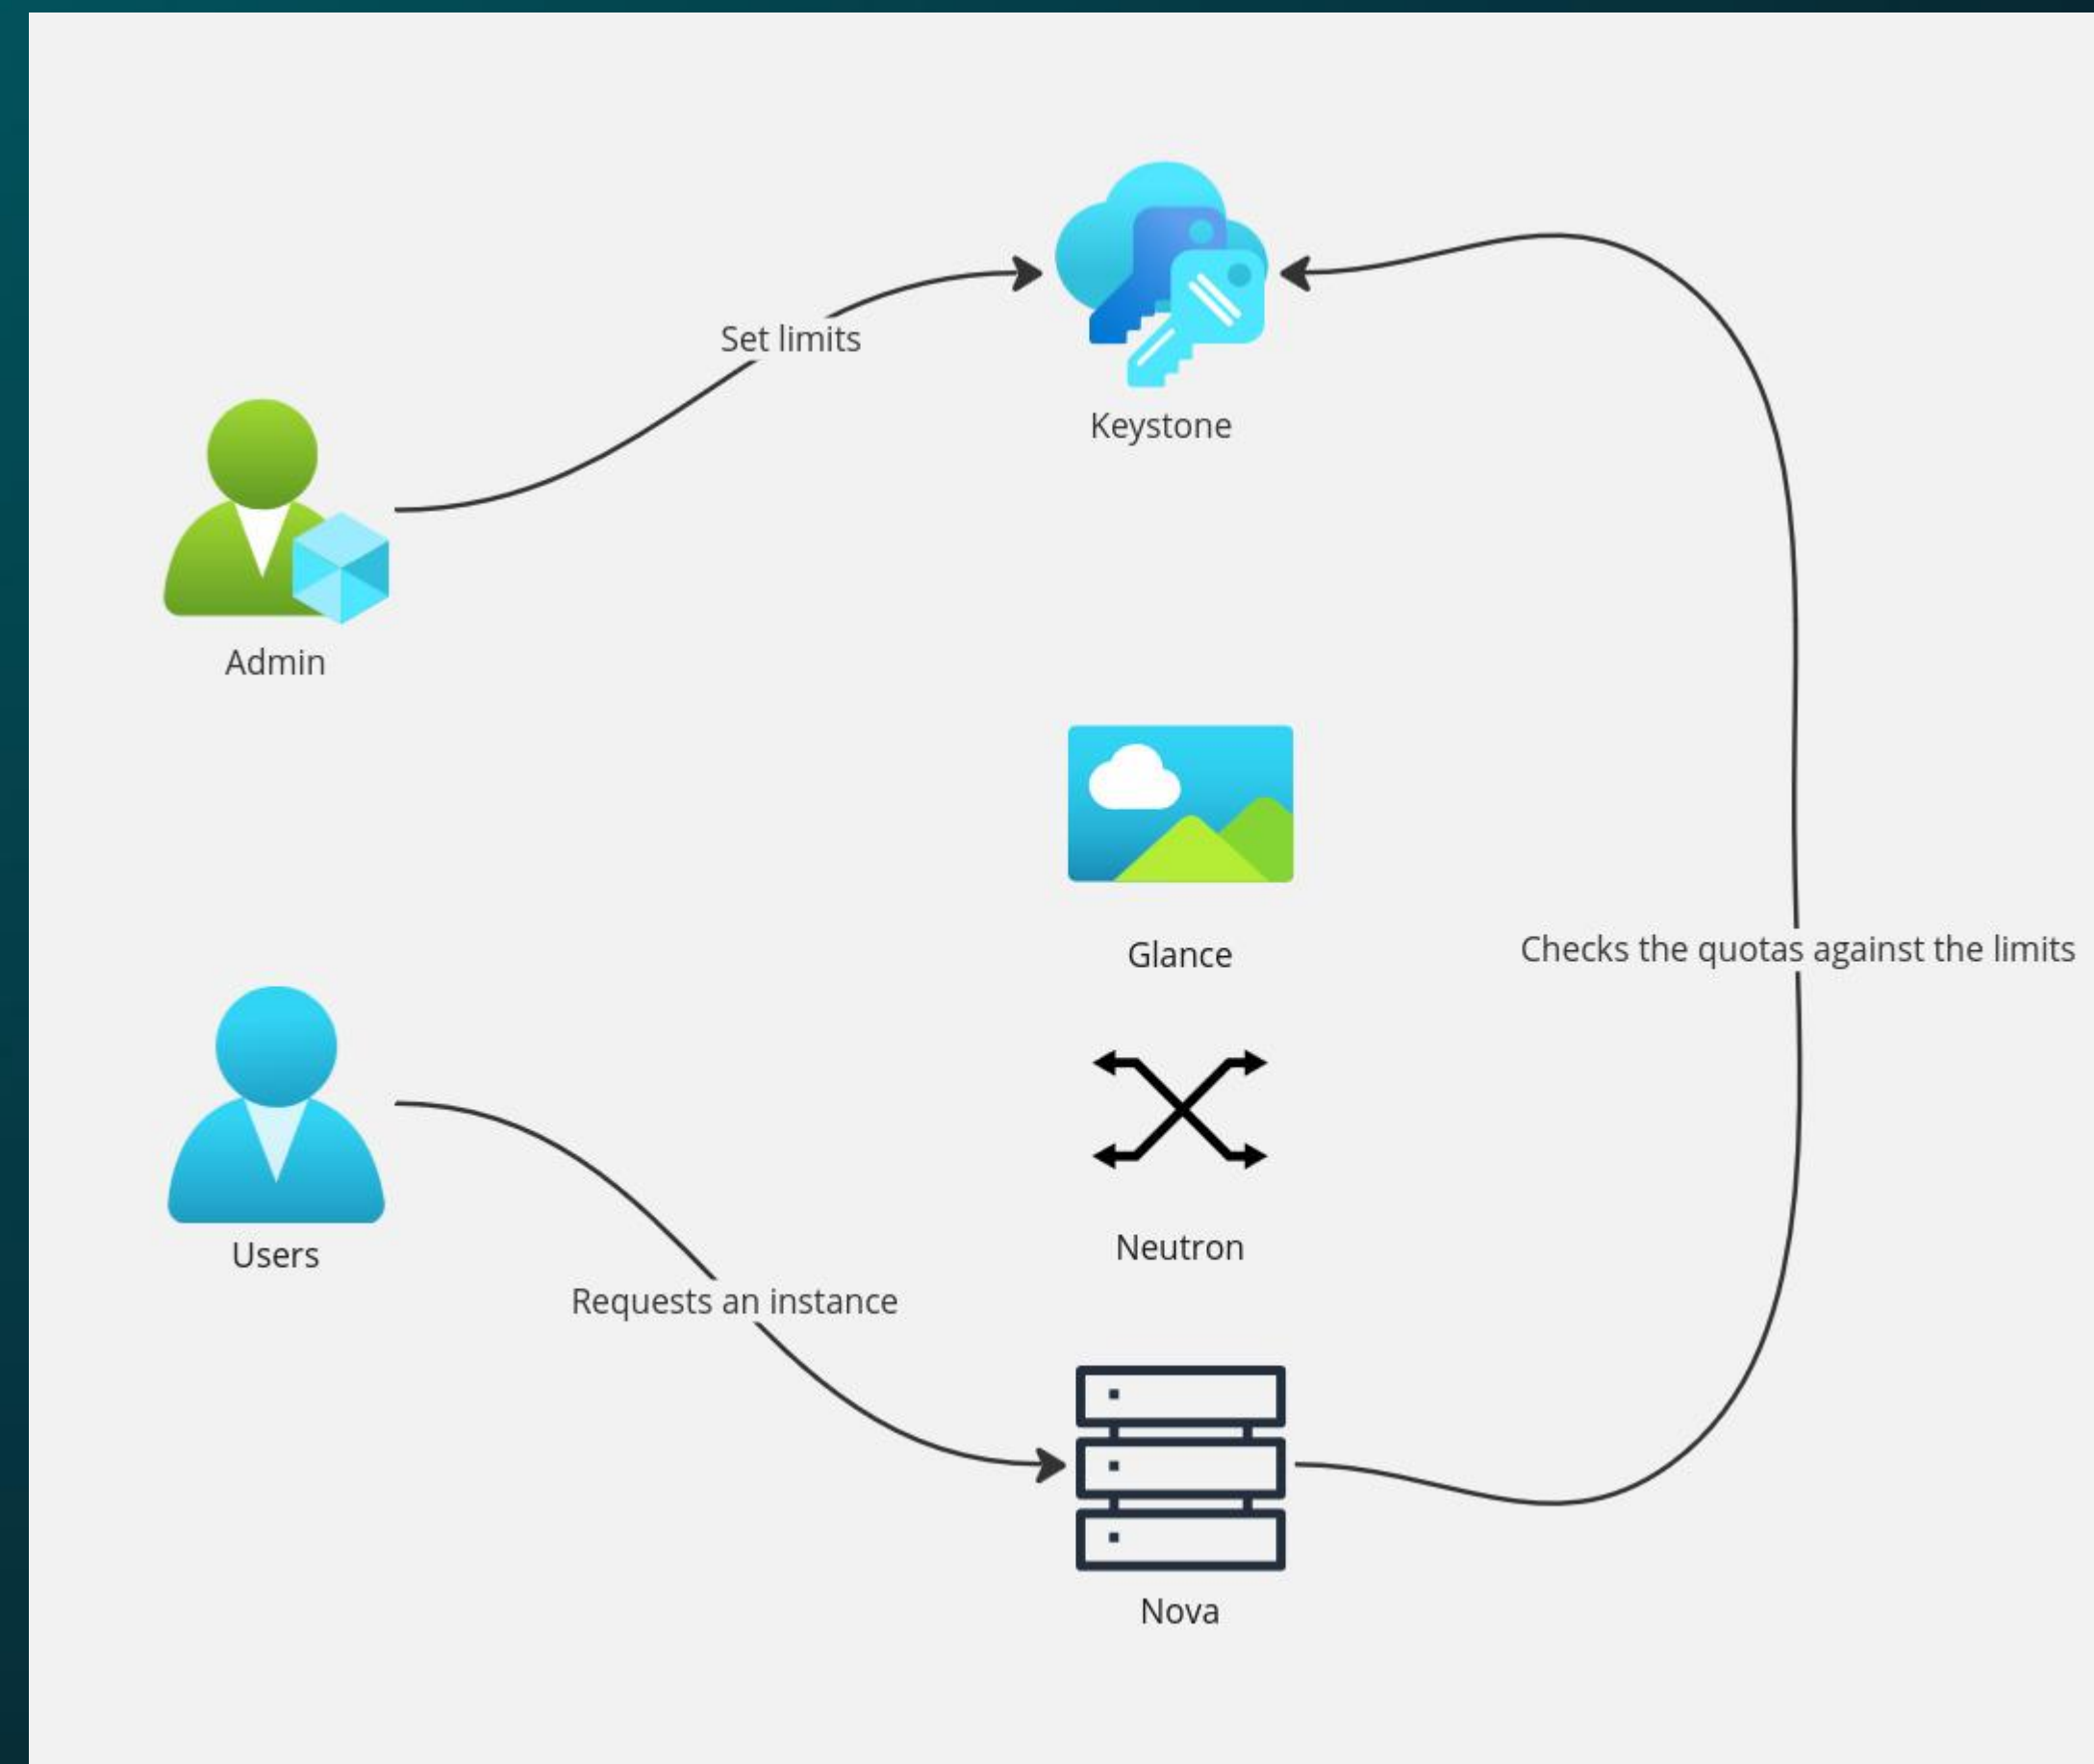 Set limits
Keystone
Admin
Glance
Checks the quotas against the limits
Users
Neutron
Requests an instance
Nova